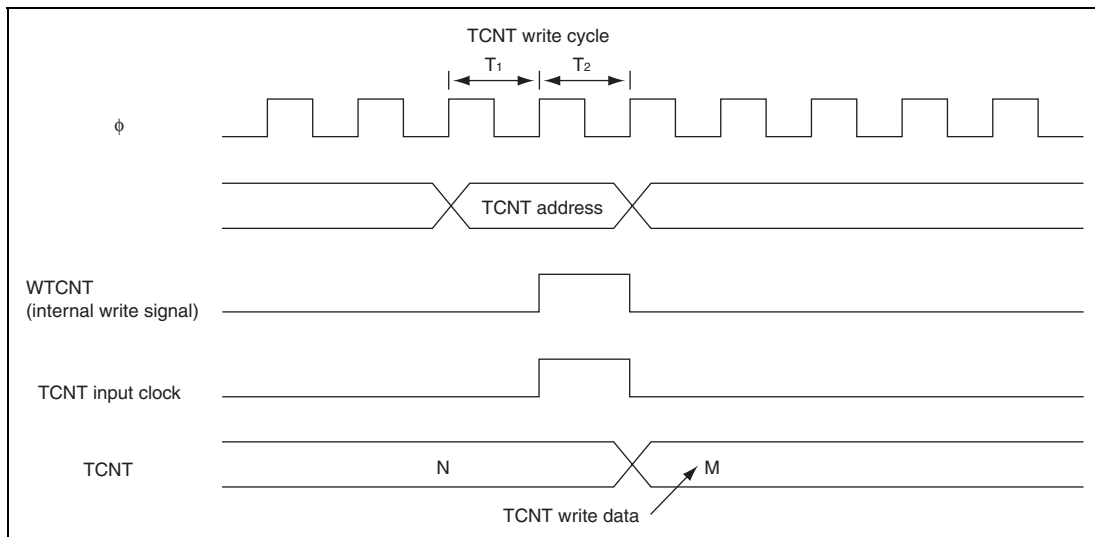 TCNT write cycle
T1 T2
ϕ
TCNT address
WTCNT
(internal write signal)
TCNT input clock
TCNT N M
TCNT write data